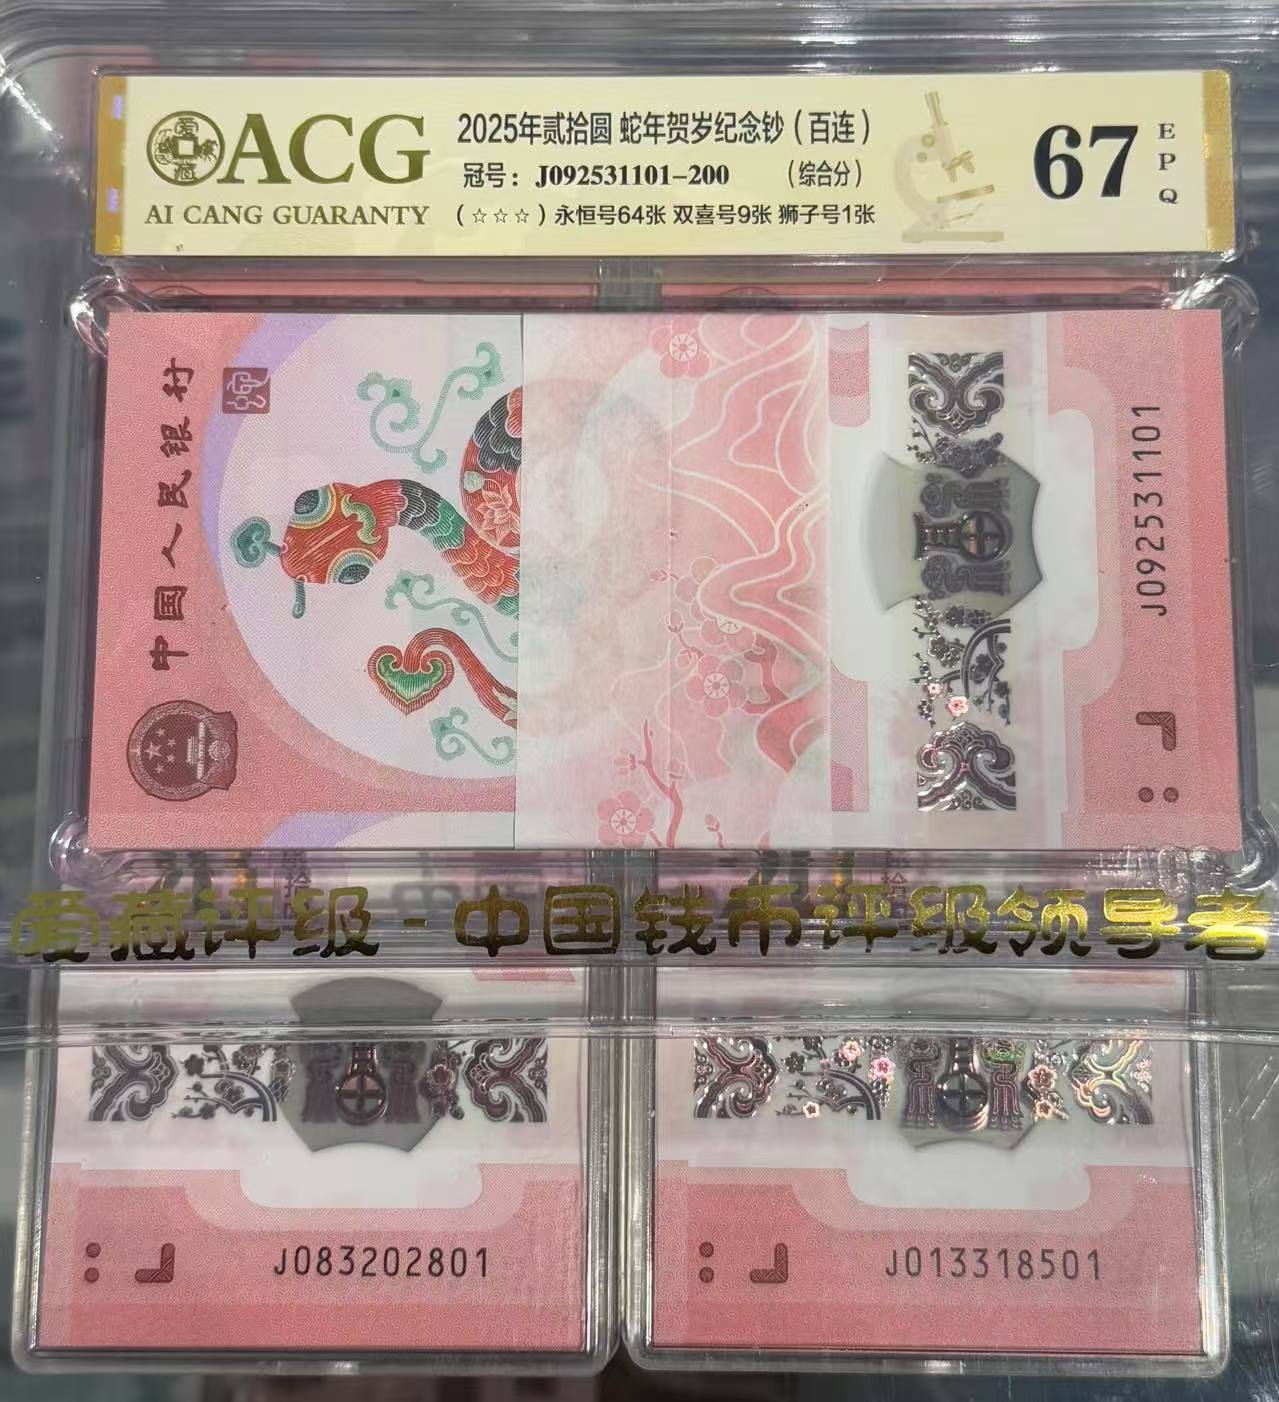 ACG
AI CANG GUARANTY
2025年贰拾圆 蛇年贺岁纪念钞（百连）
冠号：J092531101-200 （综合分）
（☆☆☆）永恒号64张 双喜号9张 狮子号1张
67
EPQ
中国人民银行
J092531101
爱藏评级-中国钱币评级领导者
J083202801
J013318501